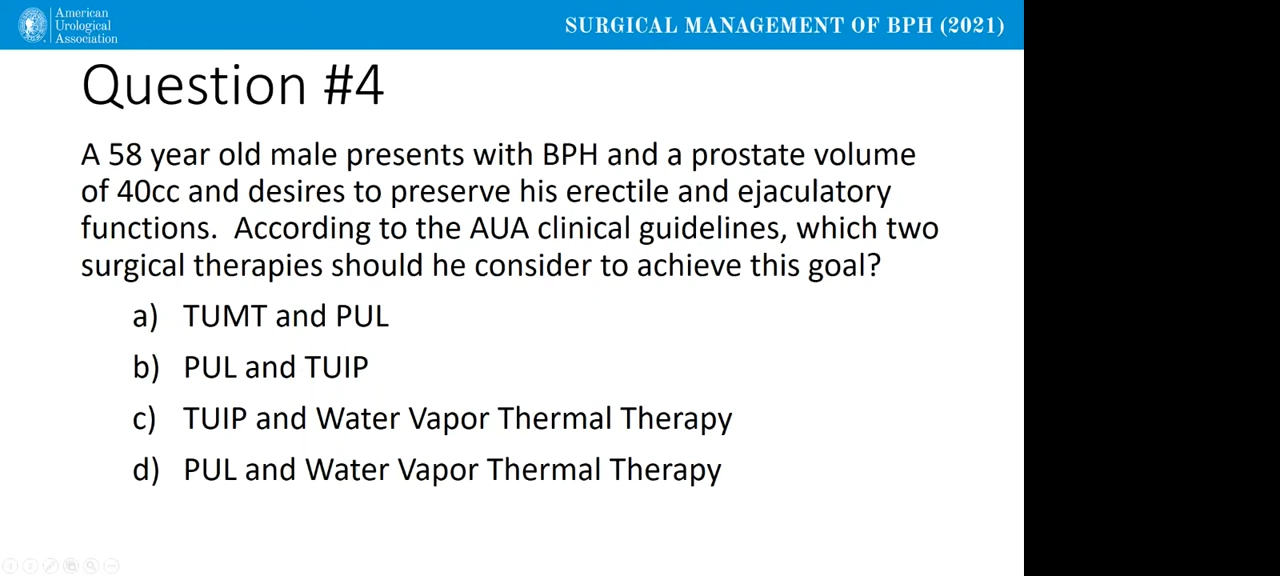 American
Urological
Association
SURGICAL MANAGEMENT OF BPH (2021)
Question #4
A 58 year old male presents with BPH and a prostate volume
of 40cc and desires to preserve his erectile and ejaculatory
functions.  According to the AUA clinical guidelines, which two
surgical therapies should he consider to achieve this goal?
a) TUMT and PUL
b) PUL and TUIP
c) TUIP and Water Vapor Thermal Therapy
d) PUL and Water Vapor Thermal Therapy